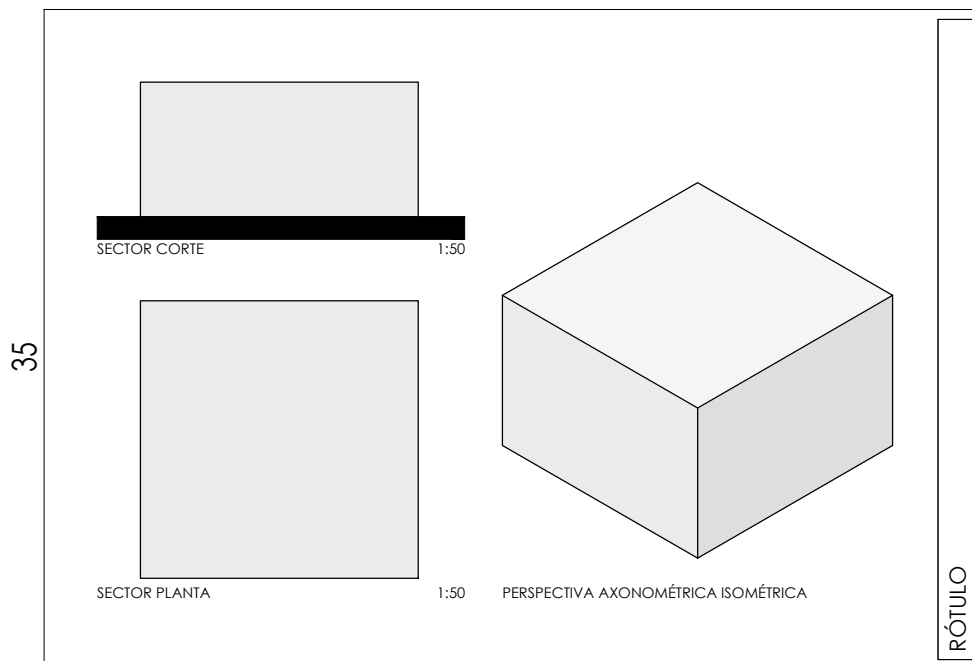 SECTOR CORTE 1:50
35
SECTOR PLANTA 1:50
PERSPECTIVA AXONOMÉTRICA ISOMÉTRICA
RÓTULO